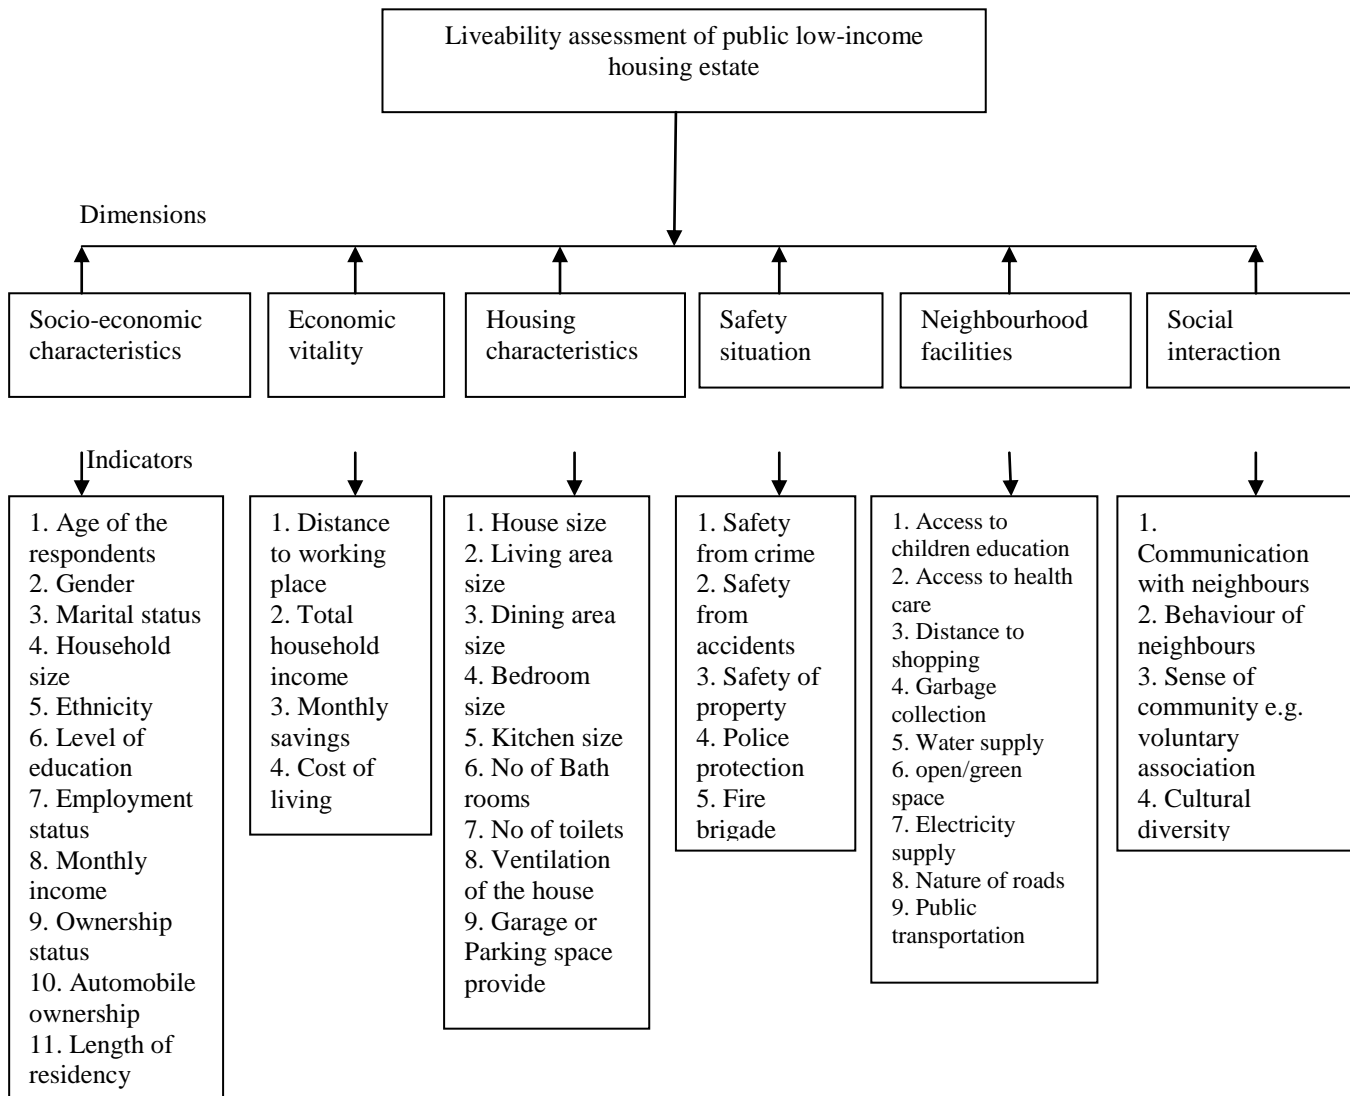 Liveability assessment of public low-income
housing estate
Dimensions
Socio-economic
characteristics
Economic
vitality
Housing
characteristics
Safety
situation
Neighbourhood
facilities
Social
interaction
Indicators
1. Age of the
respondents
2. Gender
3. Marital status
4. Household
size
5. Ethnicity
6. Level of
education
7. Employment
status
8. Monthly
income
9. Ownership
status
10. Automobile
ownership
11. Length of
residency
1. Distance
to working
place
2. Total
household
income
3. Monthly
savings
4. Cost of
living
1. House size
2. Living area
size
3. Dining area
size
4. Bedroom
size
5. Kitchen size
6. No of Bath
rooms
7. No of toilets
8. Ventilation
of the house
9. Garage or
Parking space
provide
1. Safety
from crime
2. Safety
from
accidents
3. Safety of
property
4. Police
protection
5. Fire
brigade
1. Access to
children education
2. Access to health
care
3. Distance to
shopping
4. Garbage
collection
5. Water supply
6. open/green
space
7. Electricity
supply
8. Nature of roads
9. Public
transportation
1.
Communication
with neighbours
2. Behaviour of
neighbours
3. Sense of
community e.g.
voluntary
association
4. Cultural
diversity